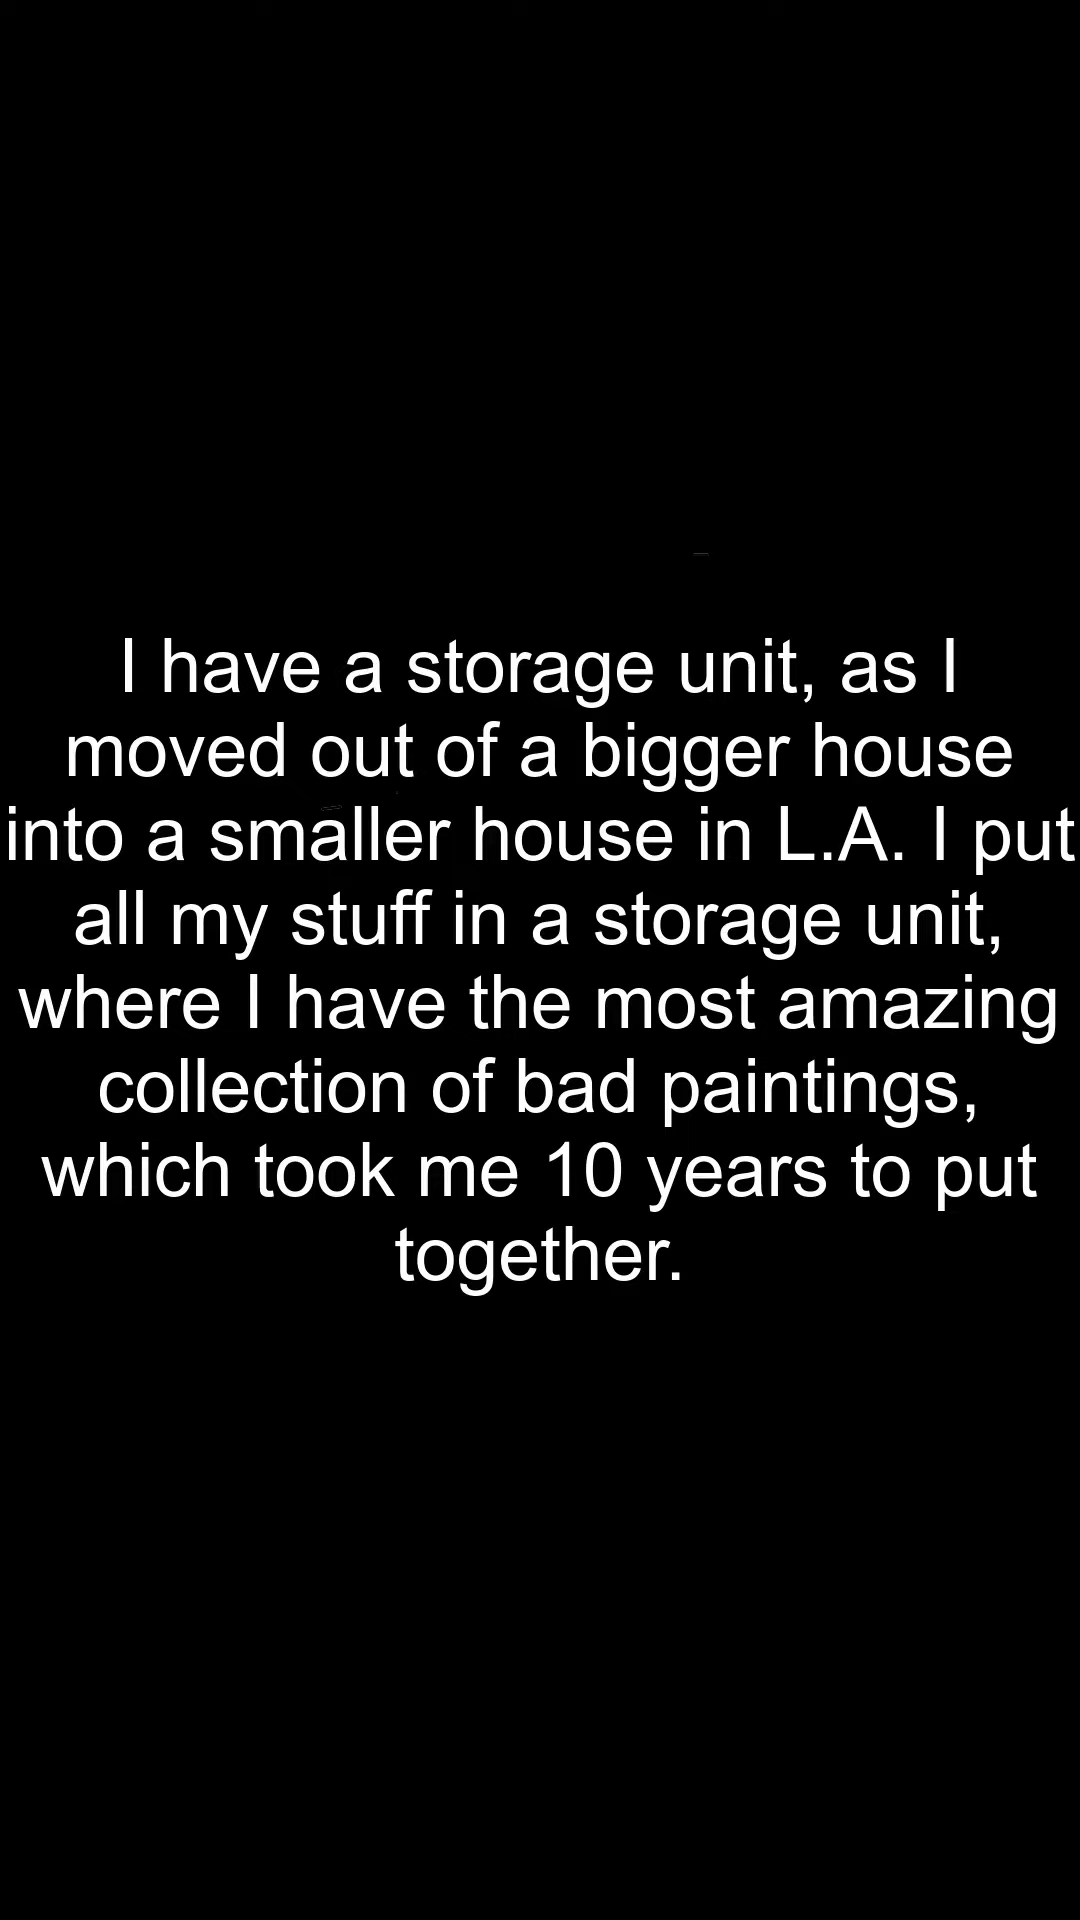 I have a storage unit, as I
moved out of a bigger house
into a smaller house in L.A. I put
all my stuff in a storage unit,
where I have the most amazing
collection of bad paintings,
which took me 10 years to put
together.